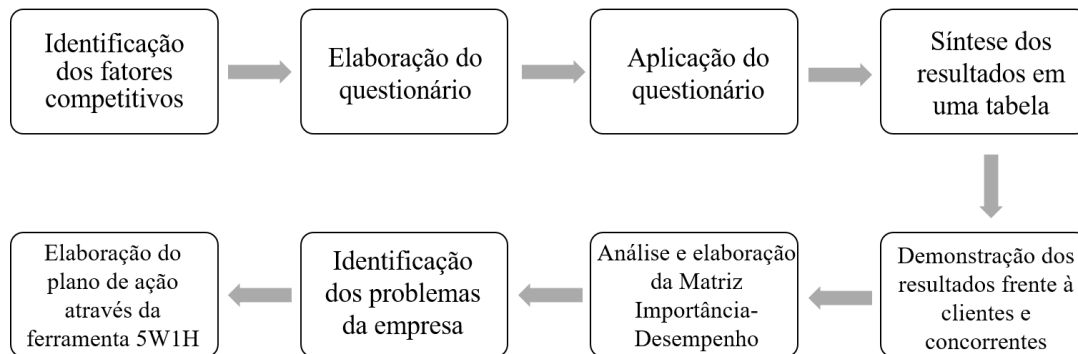 Identificação
dos fatores
competitivos
Elaboração do
questionário
Aplicação do
questionário
Síntese dos
resultados em
uma tabela
Demonstração dos
resultados frente à
clientes e
concorrentes
Análise e elaboração
da Matriz
Importância-
Desempenho
Identificação
dos problemas
da empresa
Elaboração do
plano de ação
através da
ferramenta 5W1H